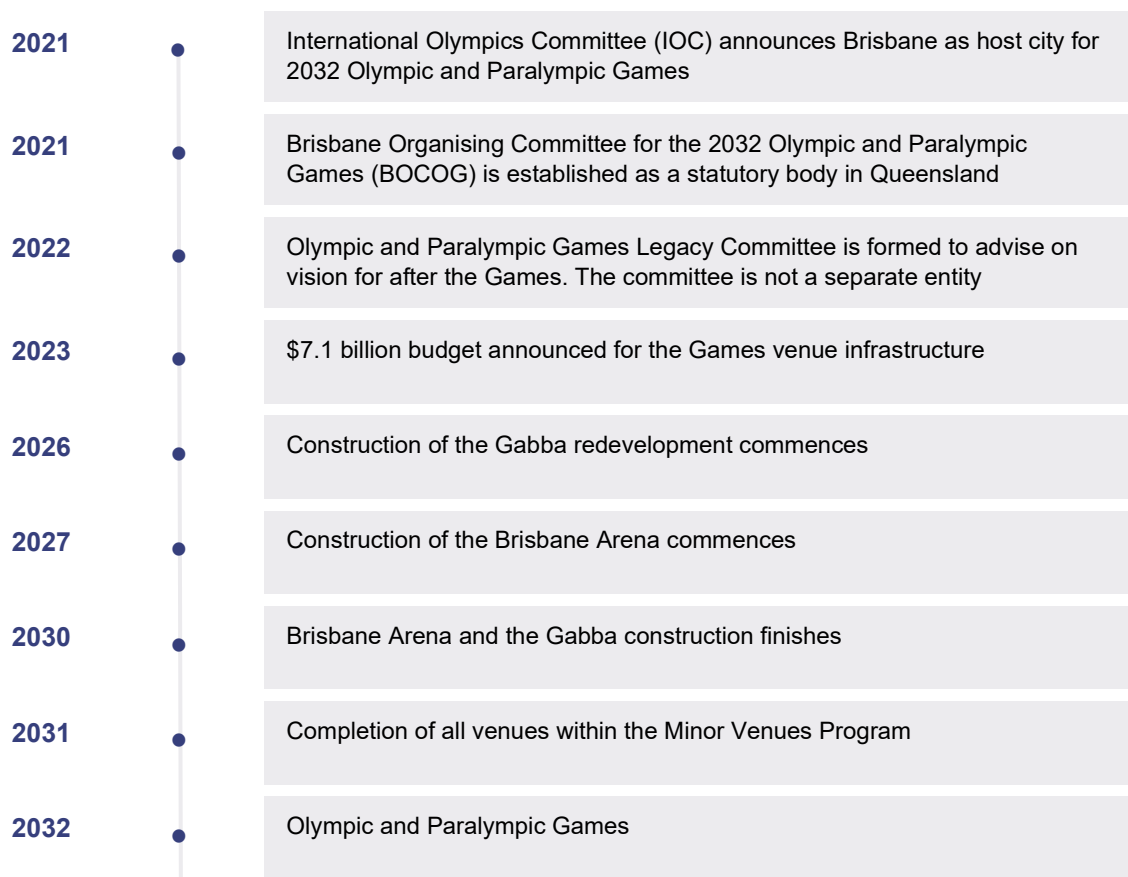 2021
International Olympics Committee (IOC) announces Brisbane as host city for
2032 Olympic and Paralympic Games
2021
Brisbane Organising Committee for the 2032 Olympic and Paralympic
Games (BOCOG) is established as a statutory body in Queensland
2022
Olympic and Paralympic Games Legacy Committee is formed to advise on
vision for after the Games. The committee is not a separate entity
2023
$7.1 billion budget announced for the Games venue infrastructure
2026
Construction of the Gabba redevelopment commences
2027
Construction of the Brisbane Arena commences
2030
Brisbane Arena and the Gabba construction finishes
2031
Completion of all venues within the Minor Venues Program
2032
Olympic and Paralympic Games